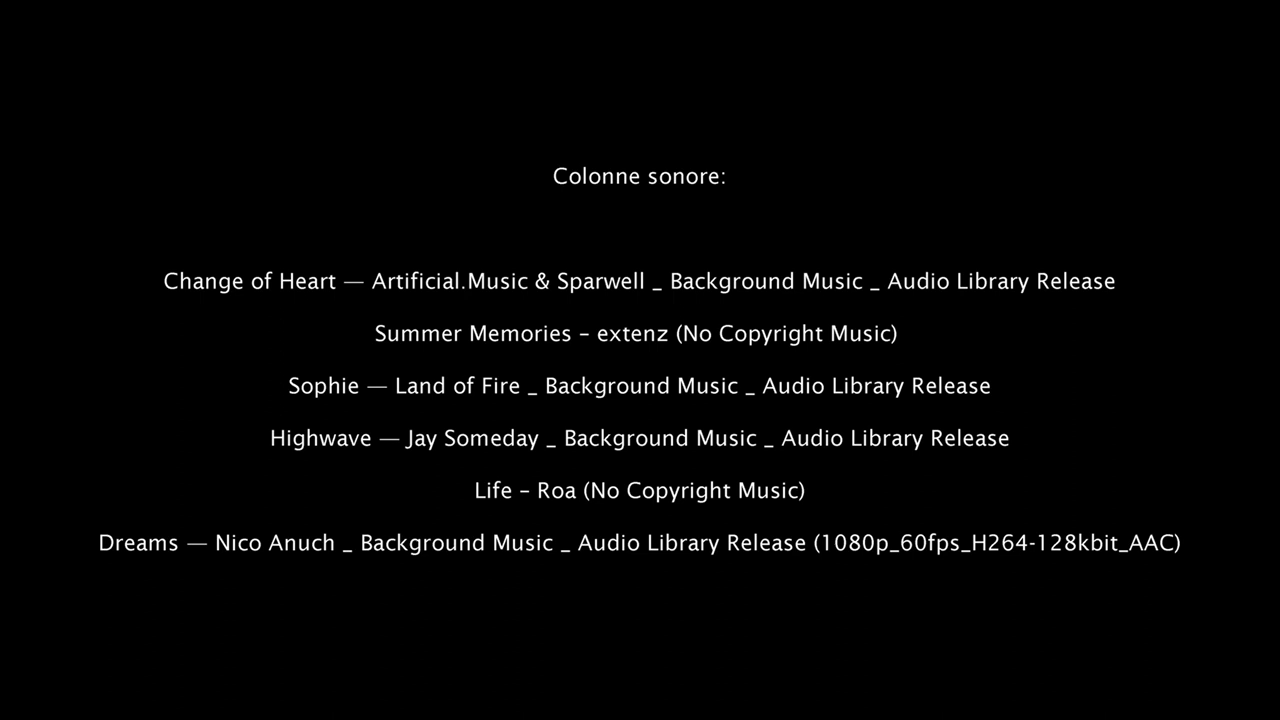 Colonne sonore:
Change of Heart — Artificial.Music & Sparwell _ Background Music _ Audio Library Release
Summer Memories – extenz (No Copyright Music)
Sophie — Land of Fire _ Background Music _ Audio Library Release
Highwave — Jay Someday _ Background Music _ Audio Library Release
Life – Roa (No Copyright Music)
Dreams — Nico Anuch _ Background Music _ Audio Library Release (1080p_60fps_H264-128kbit_AAC)